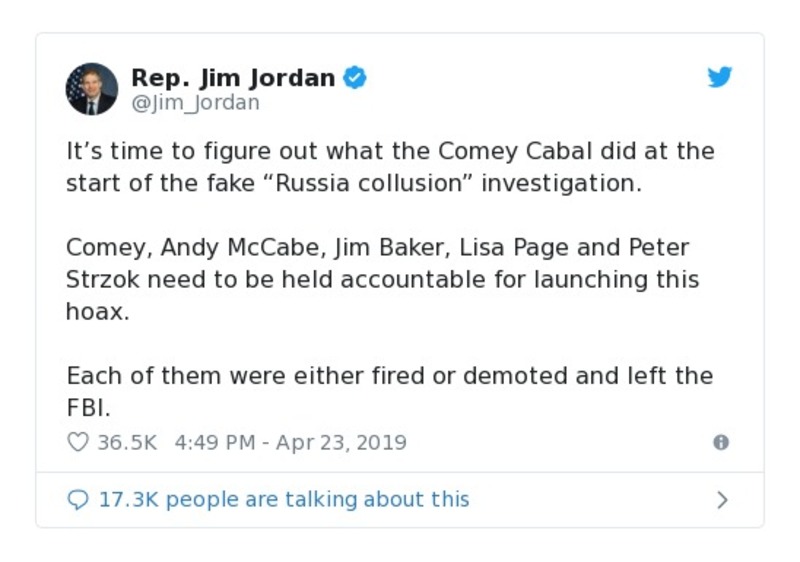 Rep. Jim Jordan
@Jim_Jordan
It’s time to figure out what the Comey Cabal did at the
start of the fake “Russia collusion” investigation.
Comey, Andy McCabe, Jim Baker, Lisa Page and Peter
Strzok need to be held accountable for launching this
hoax.
Each of them were either fired or demoted and left the
FBI.
36.5K 4:49 PM - Apr 23, 2019
17.3K people are talking about this